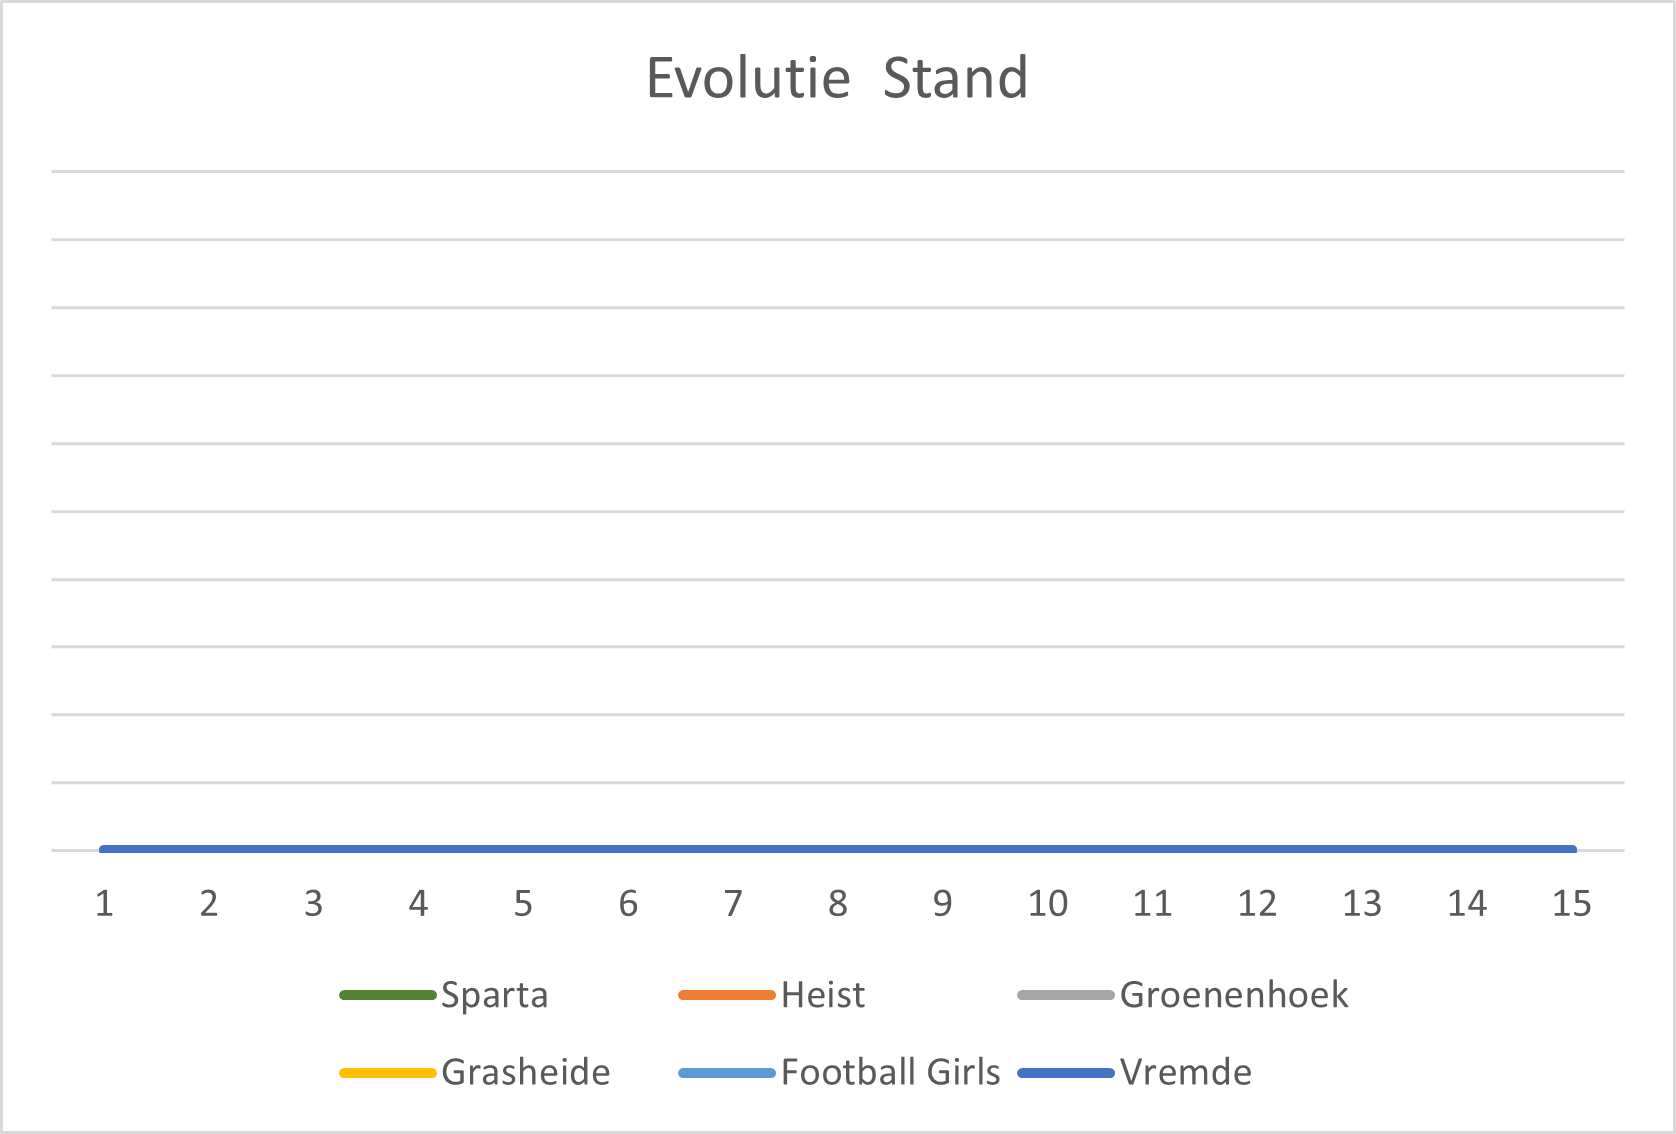 Evolutie  Stand
1 2 3 4 5 6 7 8 9 10 11 12 13 14 15
Sparta Heist Groenenhoek
Grasheide Football Girls Vremde